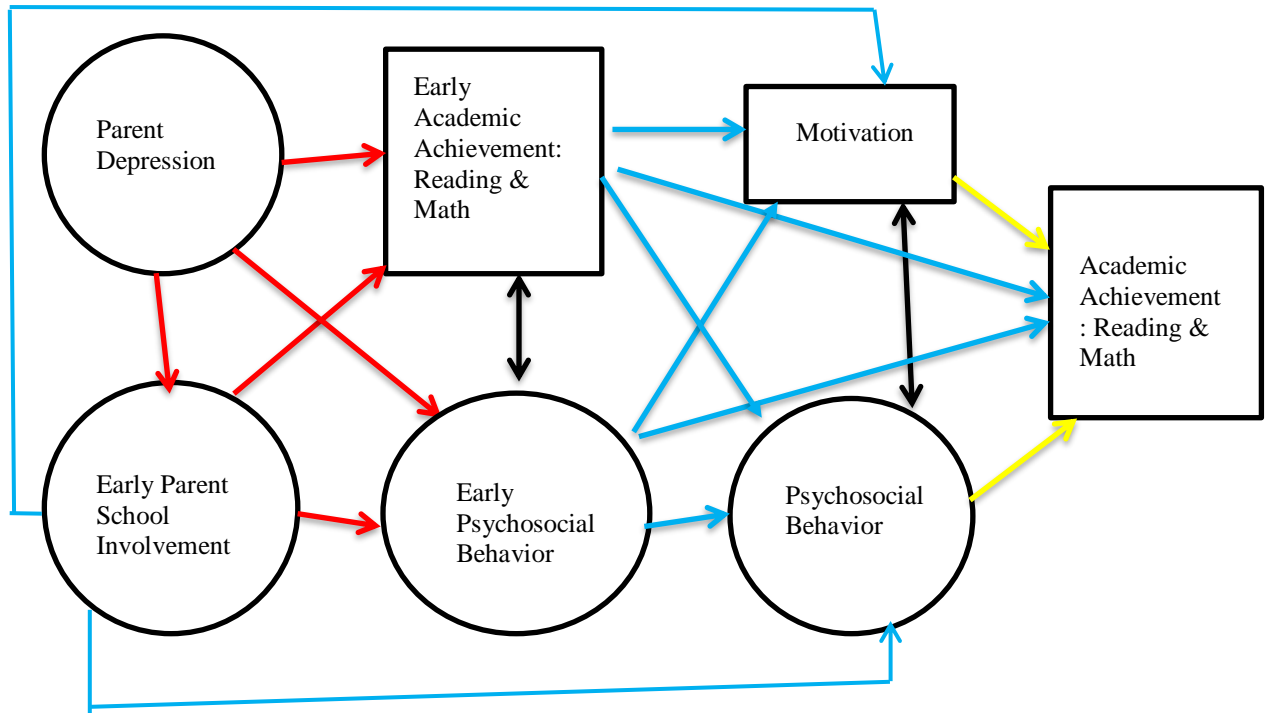 Parent
Depression
Early
Academic
Achievement:
Reading &
Math
Motivation
Academic
Achievement
: Reading &
Math
Early Parent
School
Involvement
Early
Psychosocial
Behavior
Psychosocial
Behavior